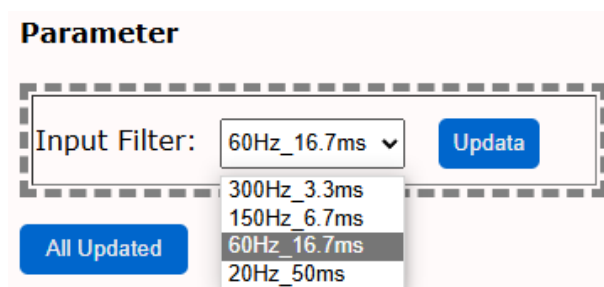 Parameter
Input Filter: 60Hz_16.7ms Updata
300Hz_3.3ms
150Hz_6.7ms
60Hz_16.7ms
All Updated
20Hz_50ms